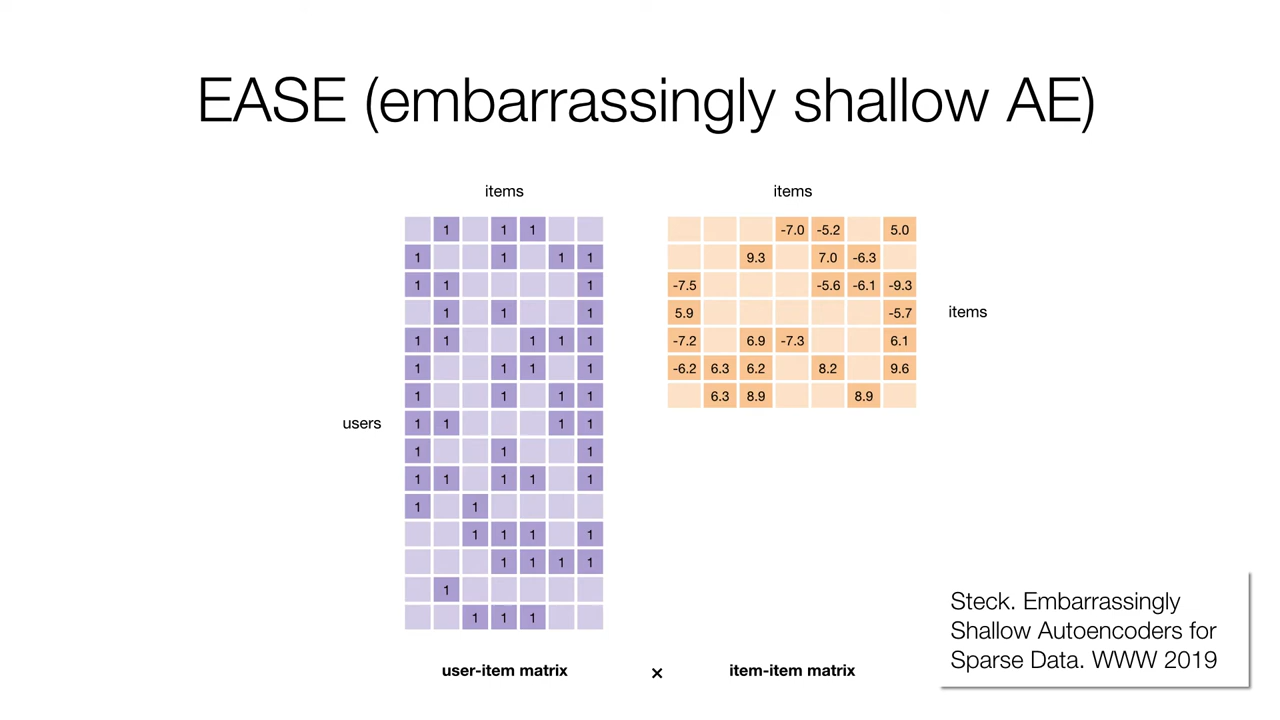 EASE (embarrassingly shallow AE)
items items
1 1 1 -7.0 -5.2 5.0
1 1 1 1 9.3 7.0 -6.3
1 1 1 -7.5 -5.6 -6.1 -9.3
1 1 1 5.9 -5.7 items
1 1 1 1 1 -7.2 6.9 -7.3 6.1
1 1 1 1 -6.2 6.3 6.2 8.2 9.6
1 1 1 1 6.3 8.9 8.9
users 1 1 1 1
1 1 1
1 1 1 1 1
1 1
1 1 1 1
1 1 1 1
1
1 1 1
user-item matrix × item-item matrix
Steck. Embarrassingly
Shallow Autoencoders for
Sparse Data. WWW 2019